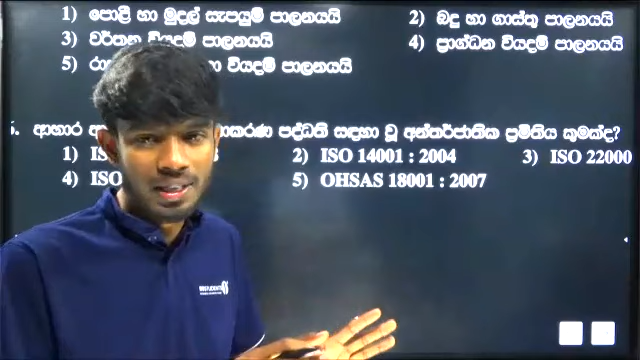 1) පොළී හා මුදල් සැපයුම් පාලනයයි 2) බදු හා ගාස්තු පාලනයයි
3) වර්තන වියදම් පාලනයයි 4) ප්‍රාග්ධන වියදම් පාලනයයි
5) හා වියදම් පාලනයයි
ආහාර පද්ධති සඳහා වූ අන්තර්ජාතික ප්‍රමිතිය කුමක්ද?
1) 2) ISO 14001 : 2004 3) ISO 22000
4) ISO 5) OHSAS 18001 : 2007